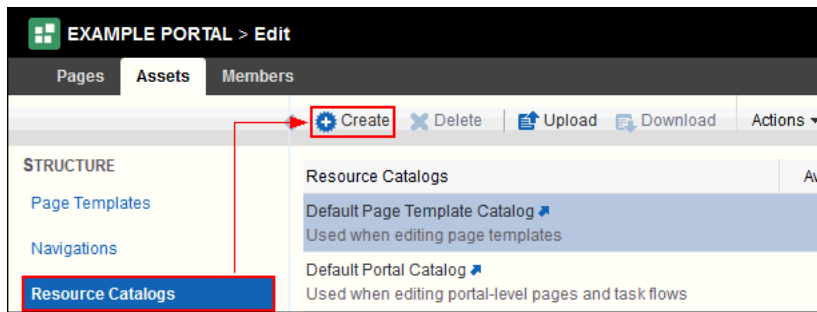 EXAMPLE PORTAL > Edit
Pages Assets Members
Create Delete Upload Download Actions
STRUCTURE
Page Templates
Navigations
Resource Catalogs
Resource Catalogs
Default Page Template Catalog
Used when editing page templates
Default Portal Catalog
Used when editing portal-level pages and task flows